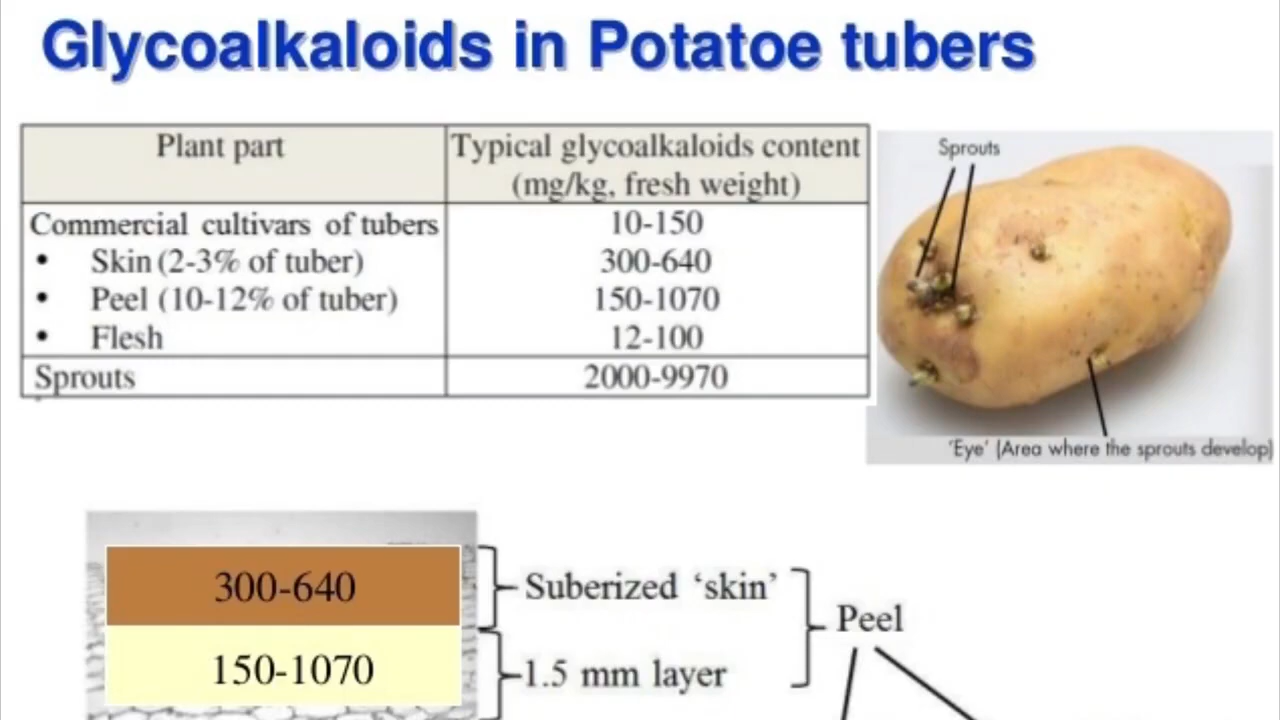 Glycoalkaloids in Potatoe tubers
Plant part
Typical glycoalkaloids content
(mg/kg, fresh weight)
Commercial cultivars of tubers
10-150
• Skin (2-3% of tuber)
300-640
• Peel (10-12% of tuber)
150-1070
• Flesh
12-100
Sprouts
2000-9970
Sprouts
'Eye' (Area where the sprouts develop)
300-640
Suberized ‘skin’
Peel
150-1070
1.5 mm layer